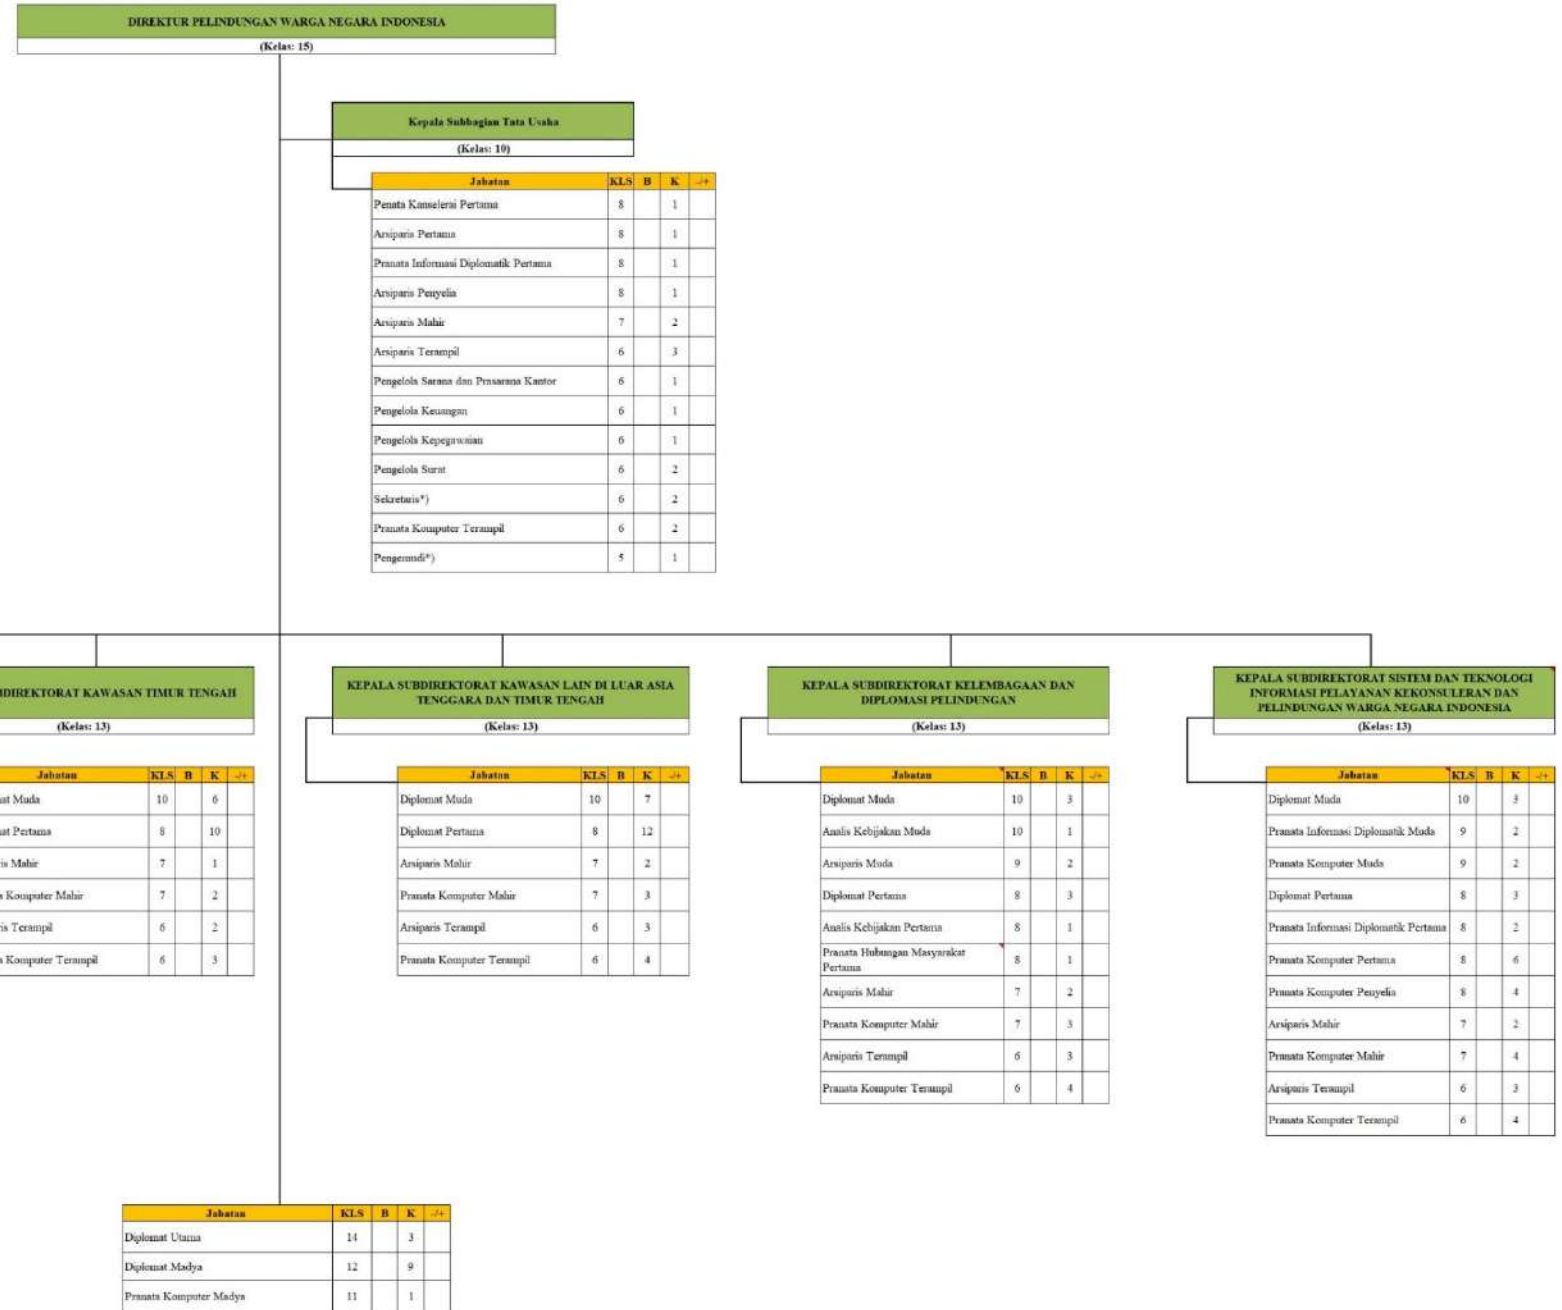 DIREKTUR PELINDUNGAN WARGA NEGARA INDONESIA
(Kelas: 15)
Kepala Subbagian Tata Usaha
(Kelas: 10)
Jabatan KLS B K -/+
Penata Kanselerai Pertama 8 1
Arsiparis Pertama 8 1
Pranata Informasi Diplomatik Pertama 8 1
Arsiparis Penyelia 8 1
Arsiparis Mahir 7 2
Arsiparis Terampil 6 3
Pengelola Sarana dan Prasarana Kantor 6 1
Pengelola Keuangan 6 1
Pengelola Kepegawaian 6 1
Pengelola Surat 6 2
Sekretaris*) 6 2
Pranata Komputer Terampil 6 2
Pengemudi*) 5 1
BDIREKTORAT KAWASAN TIMUR TENGAH
(Kelas: 13)
Jabatan KLS B K -/+
at Muda 10 6
at Pertama 8 10
is Mahir 7 1
a Komputer Mahir 7 2
is Terampil 6 2
a Komputer Terampil 6 3
KEPALA SUBDIREKTORAT KAWASAN LAIN DI LUAR ASIA
TENGGARA DAN TIMUR TENGAH
(Kelas: 13)
Jabatan KLS B K -/+
Diplomat Muda 10 7
Diplomat Pertama 8 12
Arsiparis Mahir 7 2
Pranata Komputer Mahir 7 3
Arsiparis Terampil 6 3
Pranata Komputer Terampil 6 4
KEPALA SUBDIREKTORAT KELEMBAGAAN DAN
DIPLOMASI PELINDUNGAN
(Kelas: 13)
Jabatan KLS B K -/+
Diplomat Muda 10 3
Analis Kebijakan Muda 10 1
Arsiparis Muda 9 2
Diplomat Pertama 8 3
Analis Kebijakan Pertama 8 1
Pranata Hubungan Masyarakat
Pertama 8 1
Arsiparis Mahir 7 2
Pranata Komputer Mahir 7 3
Arsiparis Terampil 6 3
Pranata Komputer Terampil 6 4
KEPALA SUBDIREKTORAT SISTEM DAN TEKNOLOGI
INFORMASI PELAYANAN KEKONSULERAN DAN
PELINDUNGAN WARGA NEGARA INDONESIA
(Kelas: 13)
Jabatan KLS B K -/+
Diplomat Muda 10 3
Pranata Informasi Diplomatik Muda 9 2
Pranata Komputer Muda 9 2
Diplomat Pertama 8 3
Pranata Informasi Diplomatik Pertama 8 2
Pranata Komputer Pertama 8 6
Pranata Komputer Penyelia 8 4
Arsiparis Mahir 7 2
Pranata Komputer Mahir 7 4
Arsiparis Terampil 6 3
Pranata Komputer Terampil 6 4
Jabatan KLS B K -/+
Diplomat Utama 14 3
Diplomat Madya 12 9
Pranata Komputer Madya 11 1